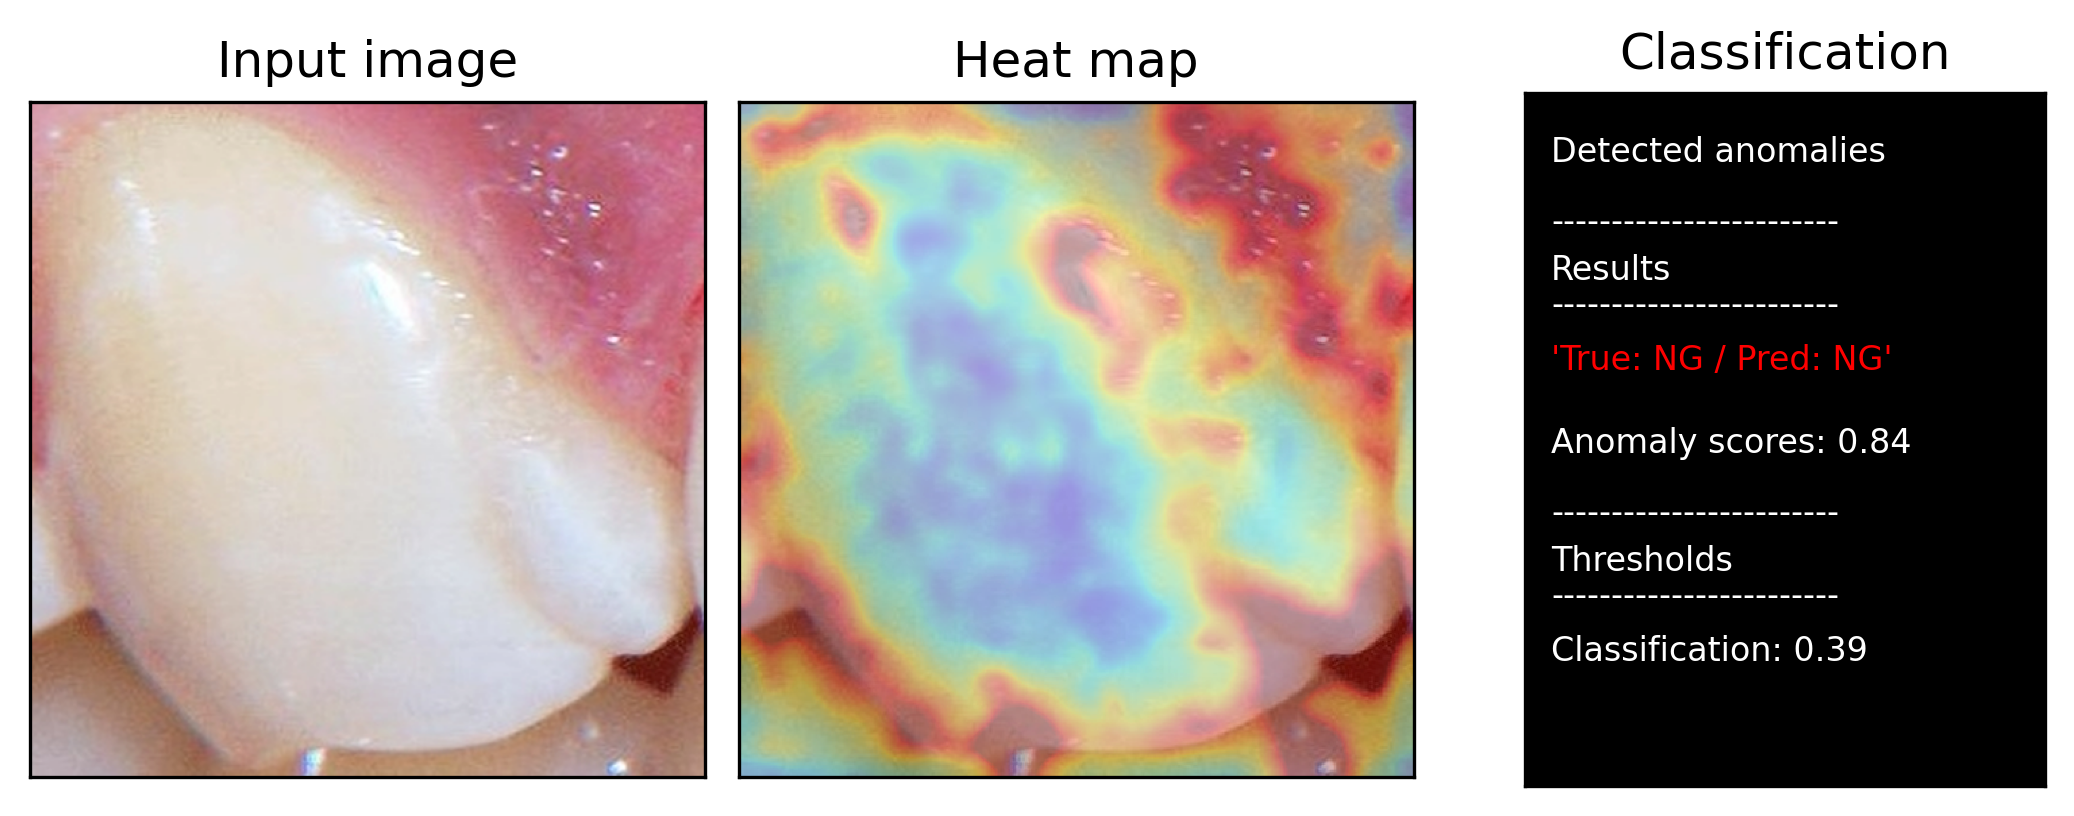 Input image
Heat map
Classification
Detected anomalies
------------------------
Results
------------------------
'True: NG / Pred: NG'
Anomaly scores: 0.84
------------------------
Thresholds
------------------------
Classification: 0.39